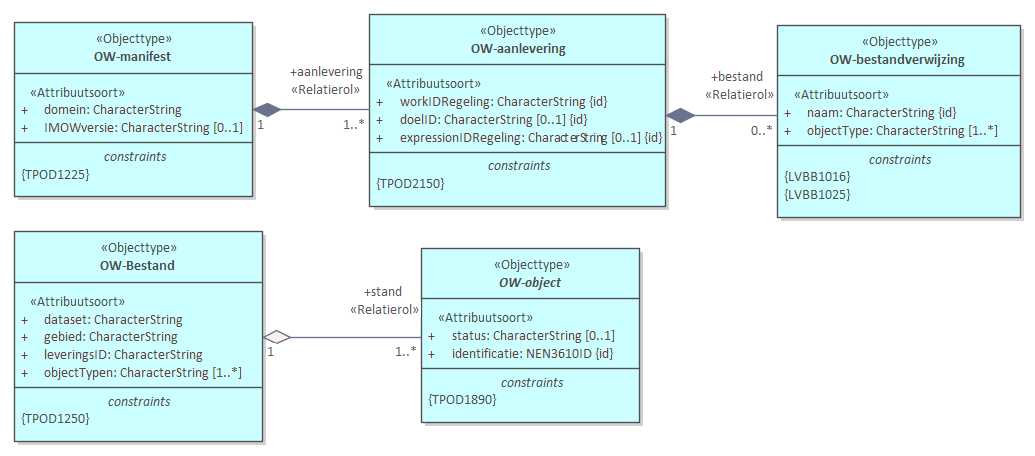 «Objecttype»
OW-manifest
«Attribuutsoort»
+ domein: CharacterString
+ IMOWversie: CharacterString [0..1]
constraints
{TPOD1225}
+aanlevering
«Relatierol»
1
1..*
«Objecttype»
OW-aanlevering
«Attribuutsoort»
+ workIDRegeling: CharacterString {id}
+ doelID: CharacterString [0..1] {id}
+ expressionIDRegeling: CharacterString [0..1] {id}
constraints
{TPOD2150}
+bestand
«Relatierol»
1
0..*
«Objecttype»
OW-bestandverwijzing
«Attribuutsoort»
+ naam: CharacterString {id}
+ objectType: CharacterString [1..*]
constraints
{LVBB1016}
{LVBB1025}
«Objecttype»
OW-Bestand
«Attribuutsoort»
+ dataset: CharacterString
+ gebied: CharacterString
+ leveringsID: CharacterString
+ objectTypen: CharacterString [1..*]
constraints
{TPOD1250}
+stand
«Relatierol»
1
1..*
«Objecttype»
OW-object
«Attribuutsoort»
+ status: CharacterString [0..1]
+ identificatie: NEN3610ID {id}
constraints
{TPOD1890}